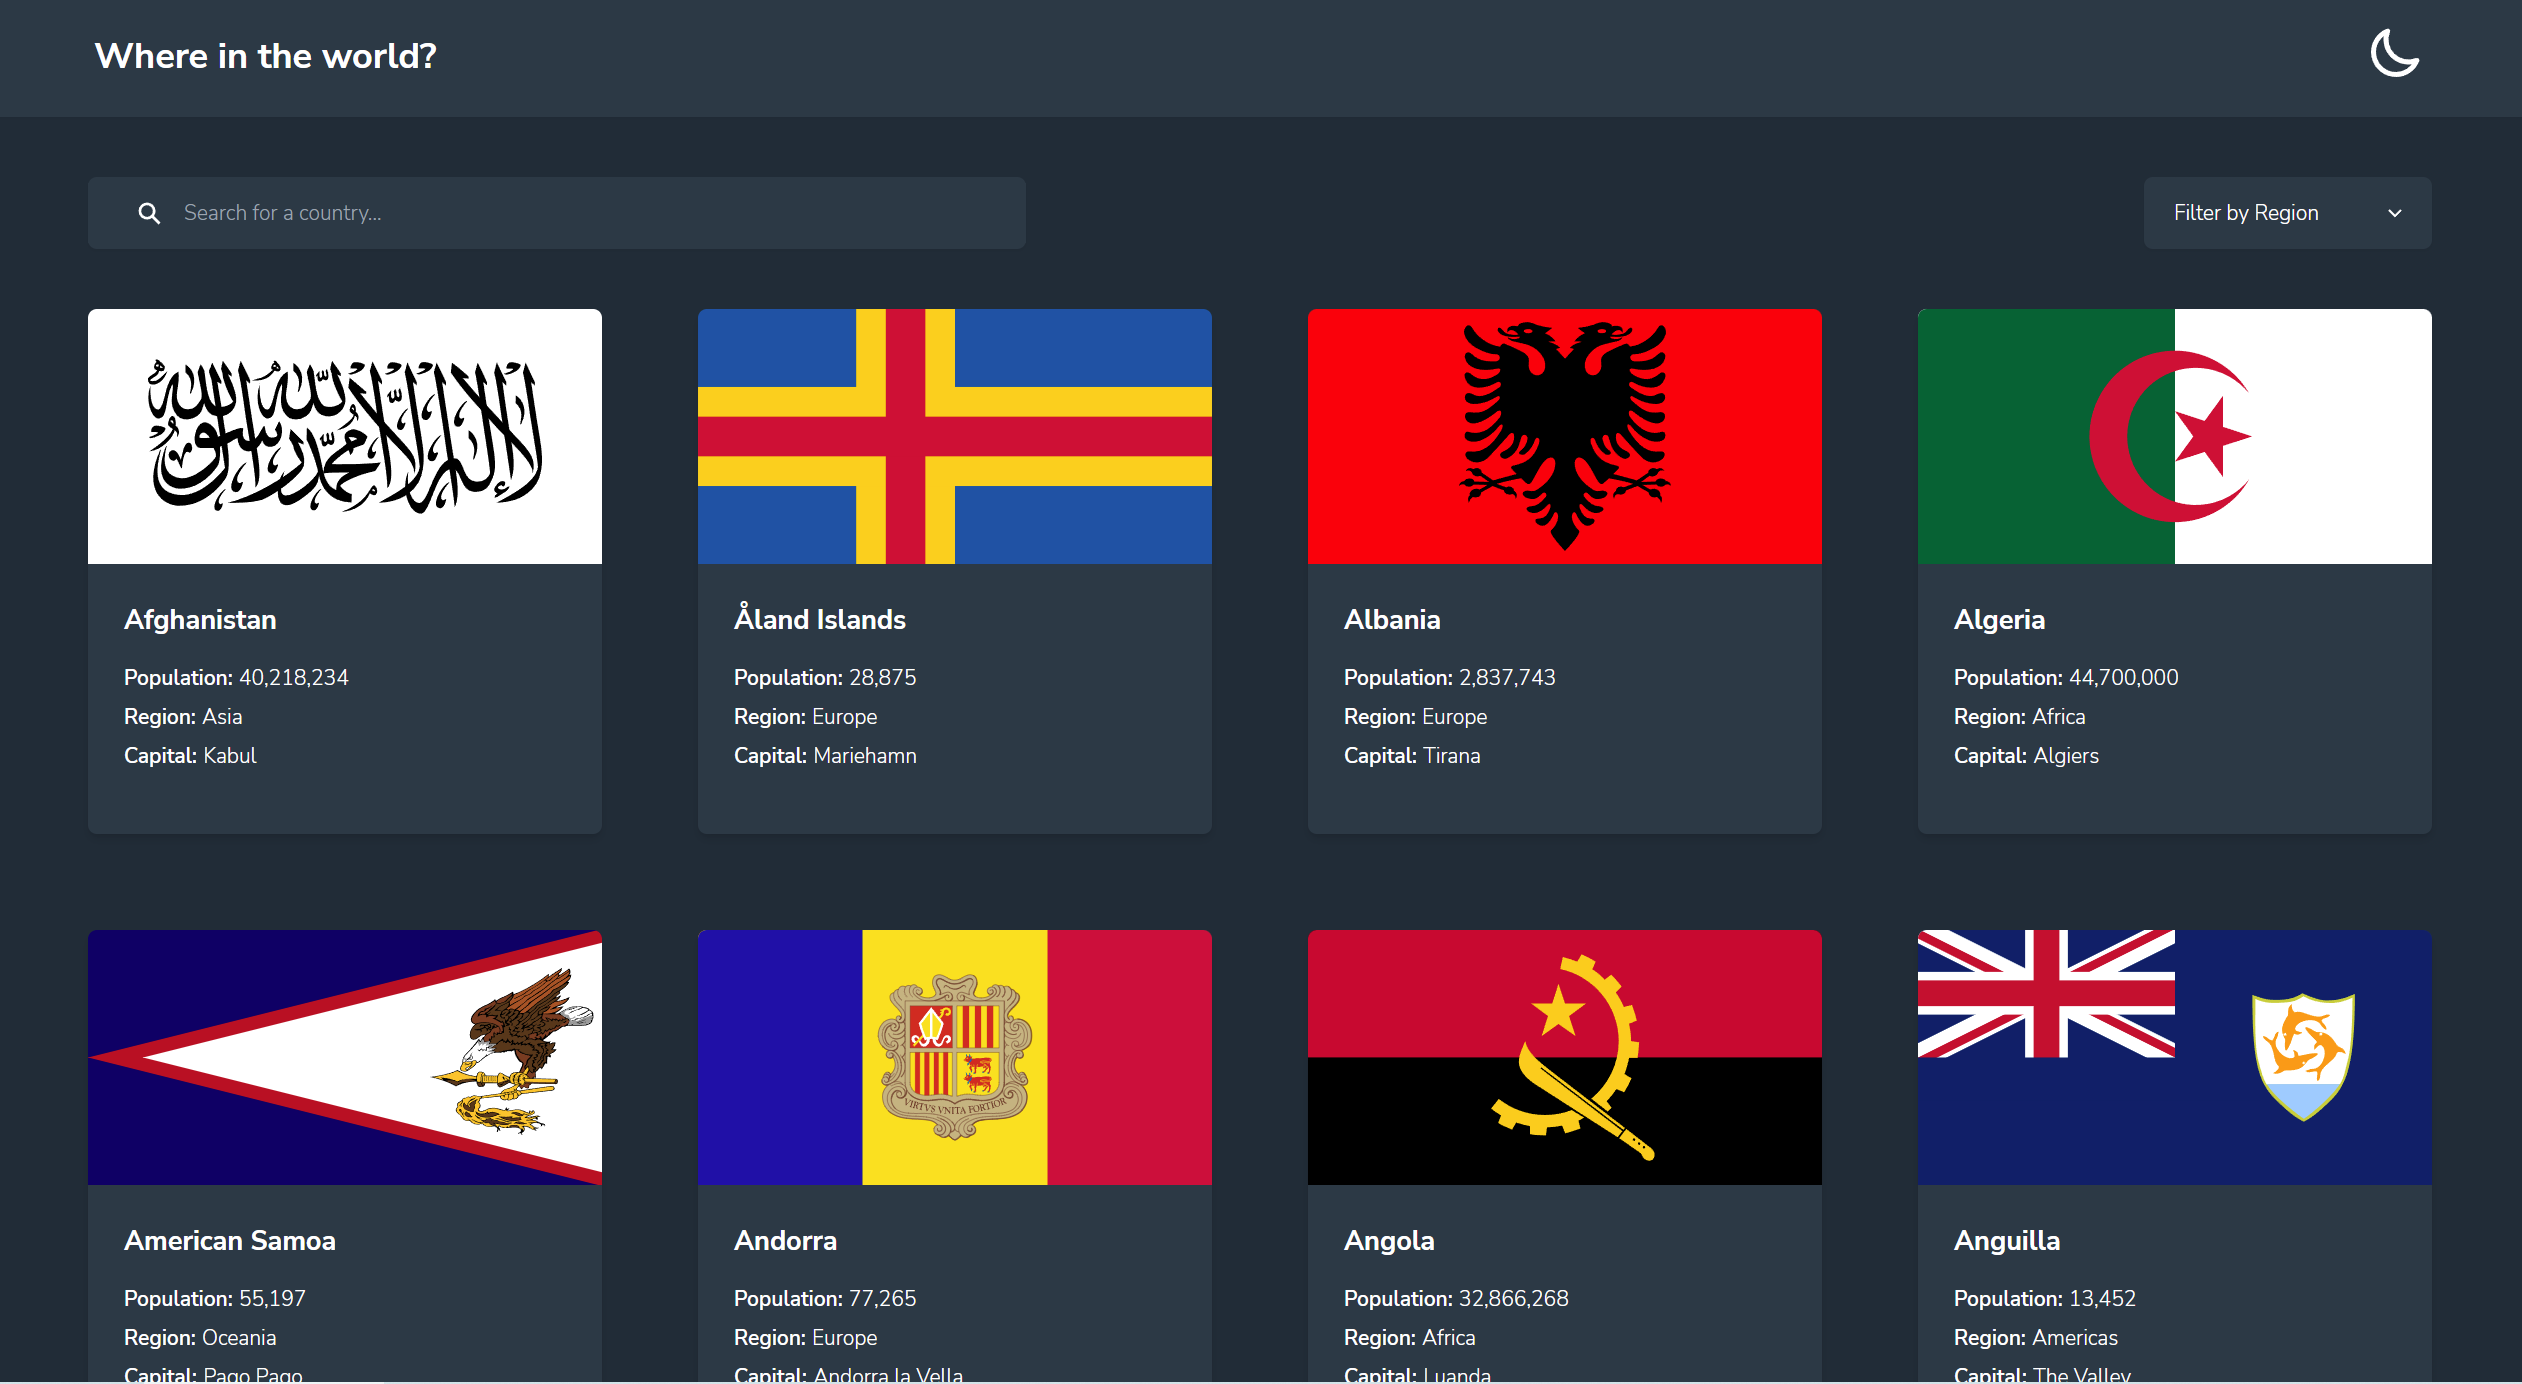 Where in the world?
Search for a country...
Filter by Region
لا إله إلا الله محمد رسول الله
Afghanistan
Population: 40,218,234
Region: Asia
Capital: Kabul
Åland Islands
Population: 28,875
Region: Europe
Capital: Mariehamn
Albania
Population: 2,837,743
Region: Europe
Capital: Tirana
Algeria
Population: 44,700,000
Region: Africa
Capital: Algiers
VIRTVS VNITA FORTIOR
American Samoa
Population: 55,197
Region: Oceania
Capital: Pago Pago
Andorra
Population: 77,265
Region: Europe
Capital: Andorra la Vella
Angola
Population: 32,866,268
Region: Africa
Capital: Luanda
Anguilla
Population: 13,452
Region: Americas
Capital: The Valley